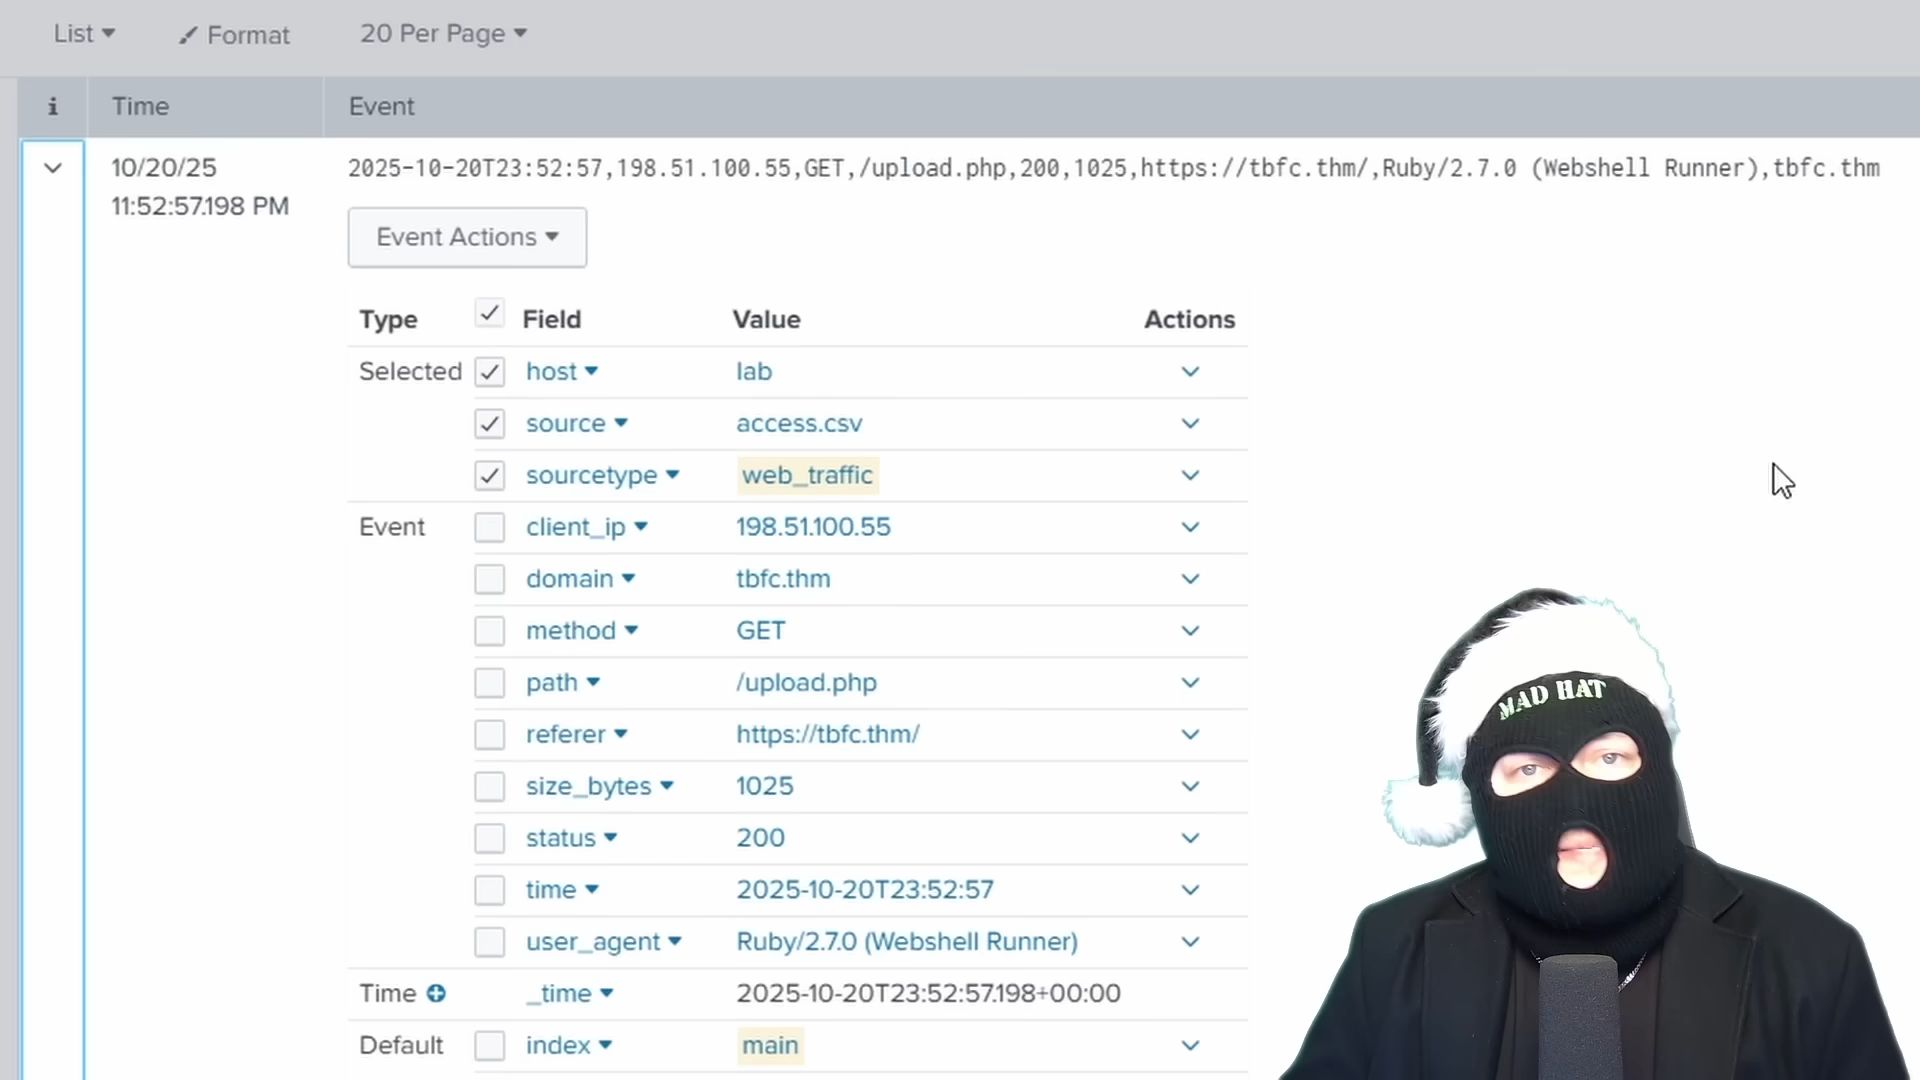 List Format 20 Per Page
i Time Event
10/20/25 2025-10-20T23:52:57,198.51.100.55,GET,/upload.php,200,1025,https://tbfc.thm/,Ruby/2.7.0 (Webshell Runner),tbfc.thm
11:52:57.198 PM
Event Actions
Type Field Value Actions
Selected host lab
source access.csv
sourcetype web_traffic
Event client_ip 198.51.100.55
domain tbfc.thm
method GET
path /upload.php
referer https://tbfc.thm/
size_bytes 1025
status 200
time 2025-10-20T23:52:57
user_agent Ruby/2.7.0 (Webshell Runner)
Time _time 2025-10-20T23:52:57.198+00:00
Default index main
MAD HAT